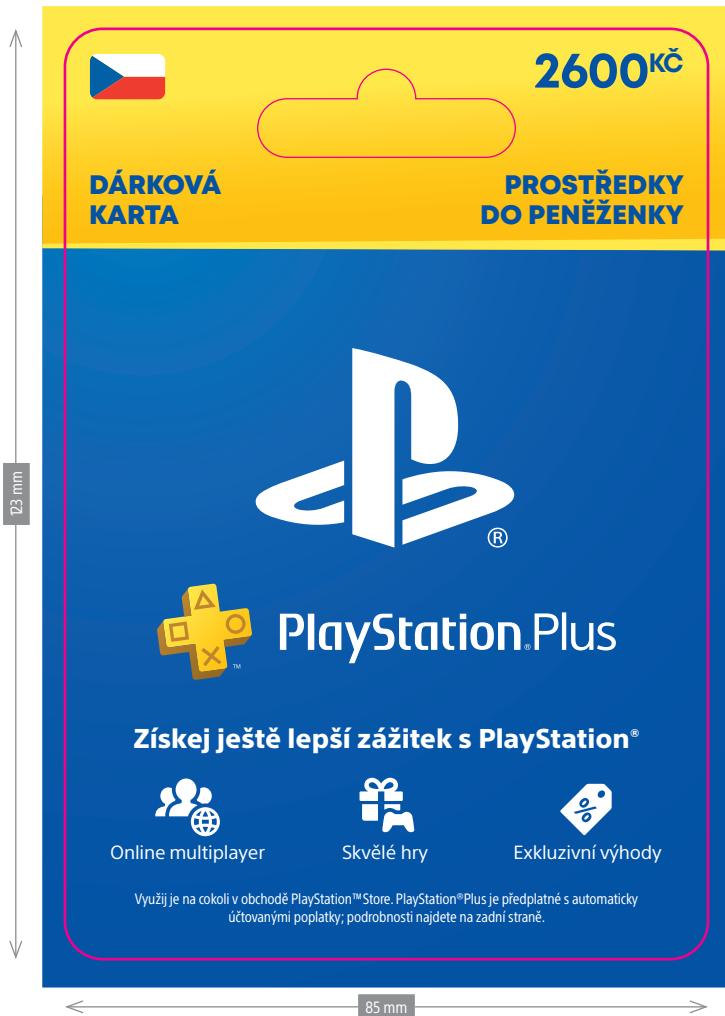 2600KČ
DÁRKOVÁ
KARTA
PROSTŘEDKY
DO PENĚŽENKY
123 mm
®
™
PlayStation®Plus
Získej ještě lepší zážitek s PlayStation®
Online multiplayer
Skvělé hry
Exkluzivní výhody
Využij je na cokoli v obchodě PlayStation™Store. PlayStation®Plus je předplatné s automaticky
účtovanými poplatky; podrobnosti najdete na zadní straně.
85 mm